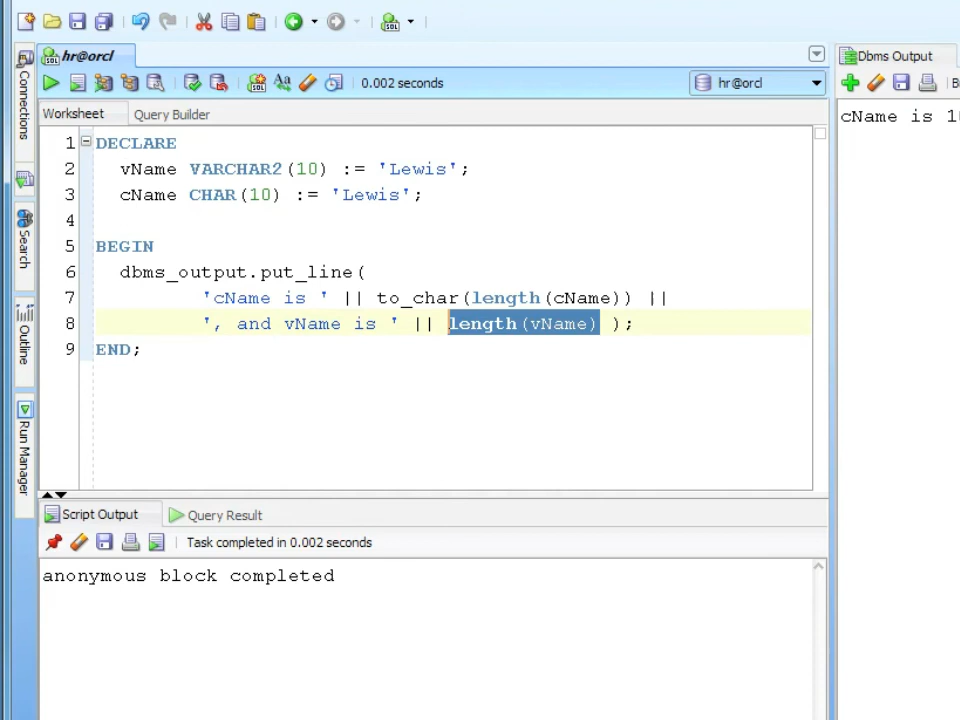 hr@orcl
0.002 seconds
hr@orcl
Worksheet
Query Builder
1 DECLARE
2 vName VARCHAR2(10) := 'Lewis';
3 cName CHAR(10) := 'Lewis';
4
5 BEGIN
6 dbms_output.put_line(
7 'cName is ' || to_char(length(cName)) ||
8 ', and vName is ' || length(vName) );
9 END;
Connections
Search
Outline
Run Manager
Script Output
Query Result
Task completed in 0.002 seconds
anonymous block completed
Dbms Output
cName is